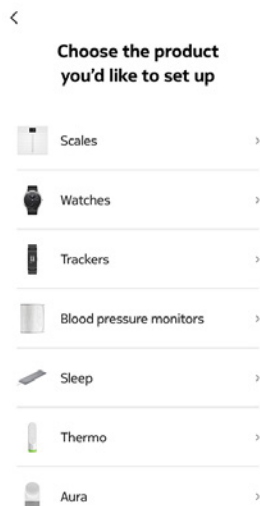 Choose the product
you'd like to set up
Scales
Watches
Trackers
Blood pressure monitors
Sleep
Thermo
Aura